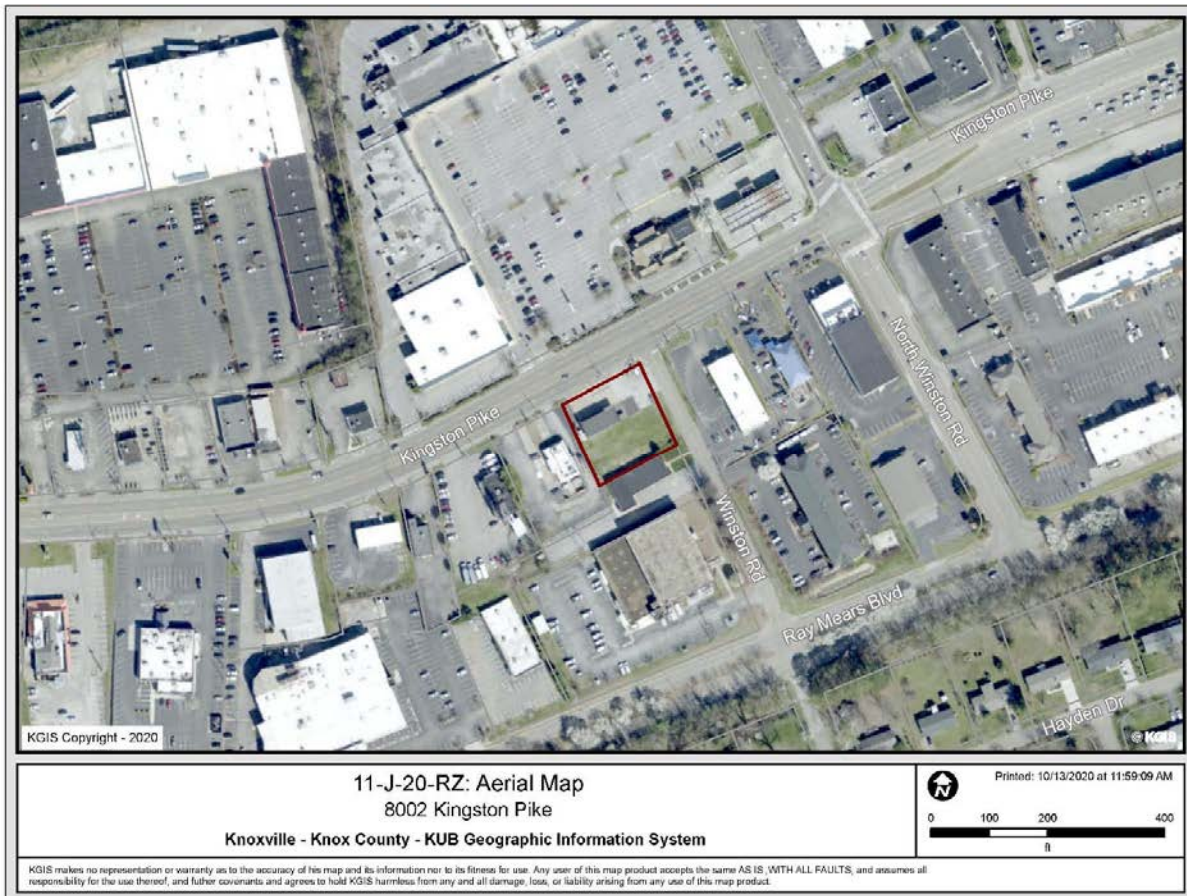 Kingston Pike
North Winston Rd
Kingston Pike
Winston Rd
Ray Mears Blvd
Hayden Dr
KGIS Copyright - 2020
@ KGIS
11-J-20-RZ: Aerial Map
8002 Kingston Pike
Knoxville - Knox County - KUB Geographic Information System
N
Printed: 10/13/2020 at 11:59:09 AM
0 100 200 400
ft
KGIS makes no representation or warranty as to the accuracy of his map and its information nor to its fitness for use. Any user of this map product accepts the same AS IS ,WITH ALL FAULTS, and assumes all
responsibility for the use thereof, and futher covenants and agrees to hold KGIS harmless from any and all damage, loss, or liability arising from any use of this map product.